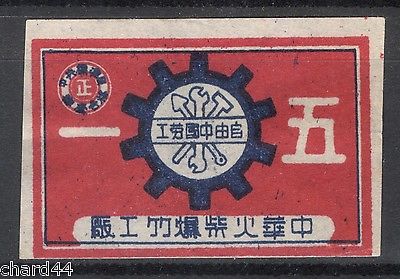 正
五一
自由中國勞工
中華火柴爆竹工廠
© chard44